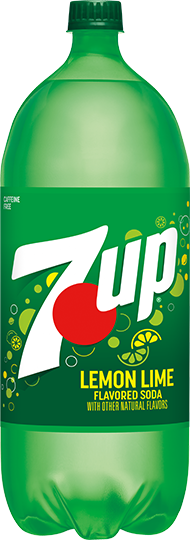 CAFFEINE
FREE
7up
LEMON LIME
FLAVORED SODA
WITH OTHER NATURAL FLAVORS